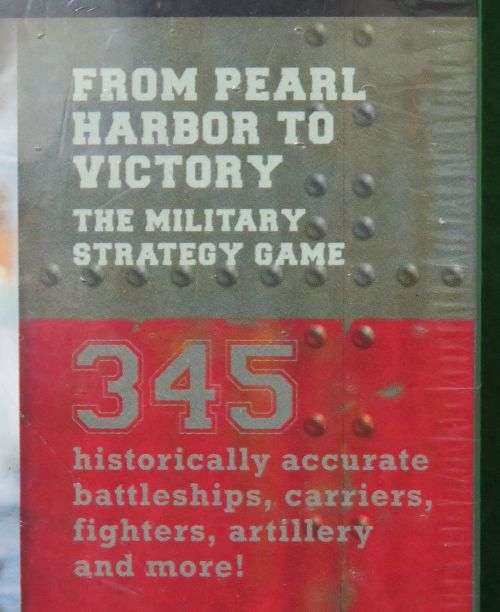 FROM PEARL
HARBOR TO
VICTORY
THE MILITARY
STRATEGY GAME
345
historically accurate
battleships, carriers,
fighters, artillery
and more!